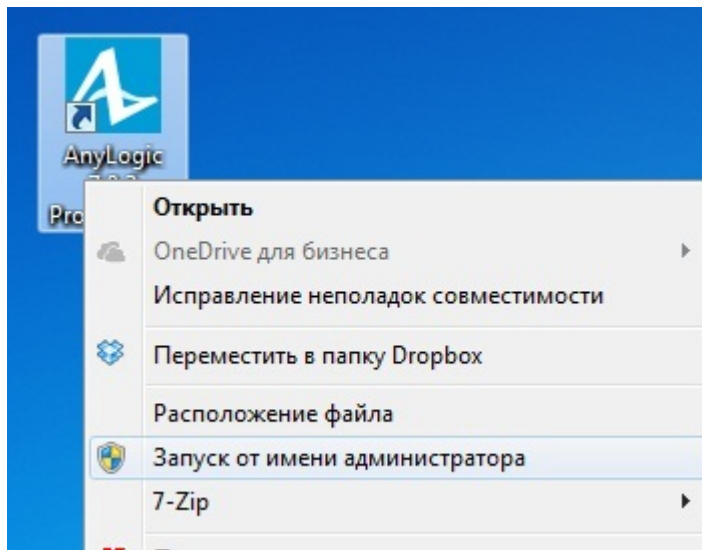 AnyLogic
Открыть
OneDrive для бизнеса
Исправление неполадок совместимости
Переместить в папку Dropbox
Расположение файла
Запуск от имени администратора
7-Zip